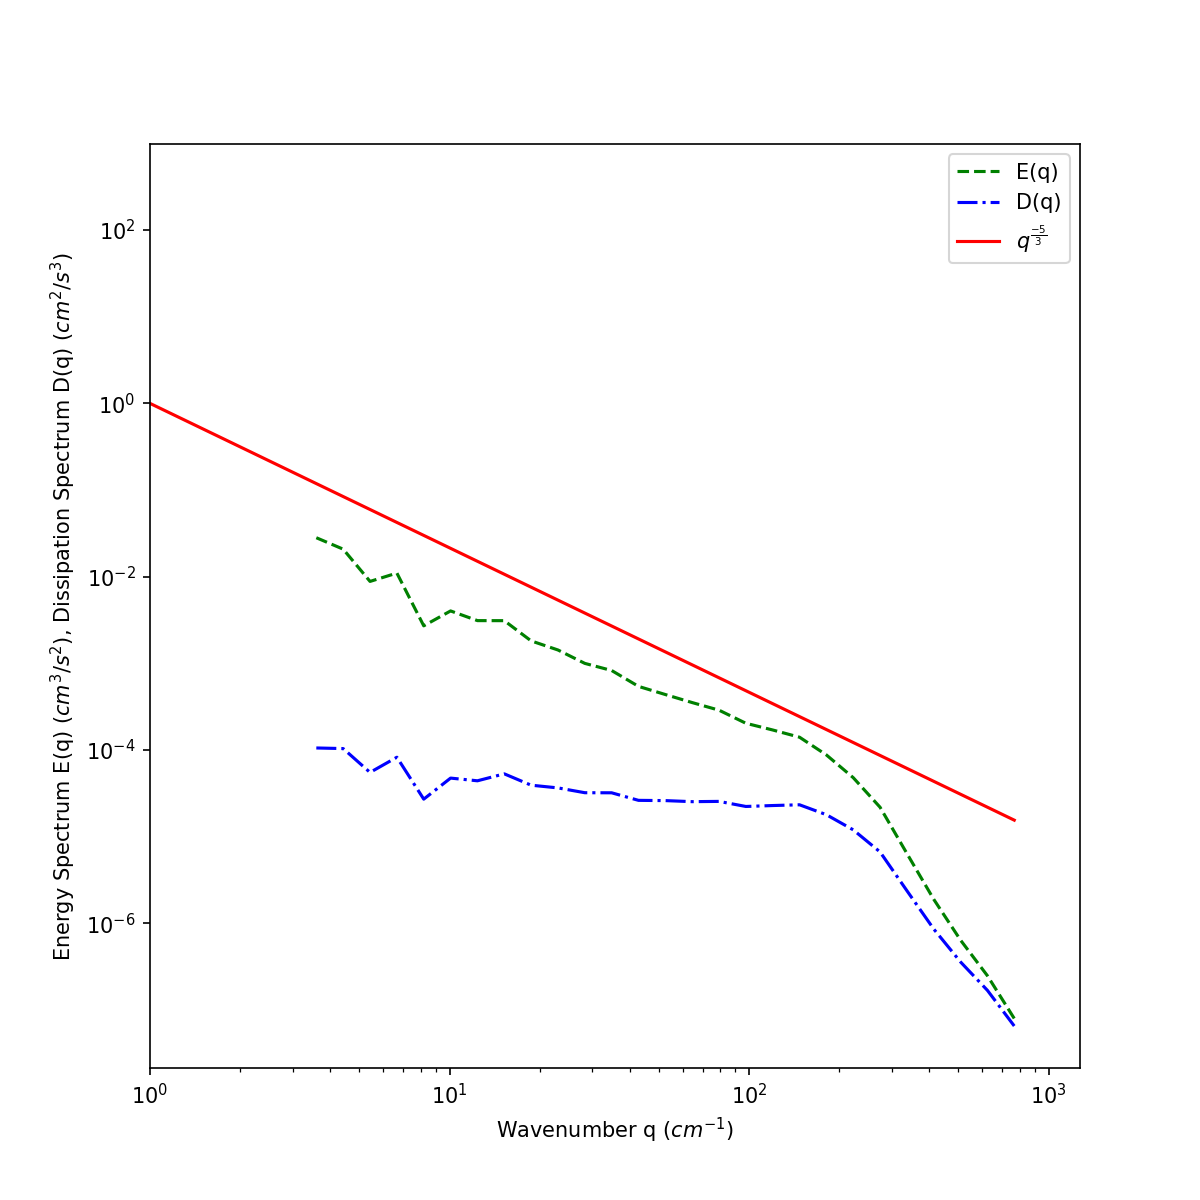 E(q)
D(q)
q^{\frac{-5}{3}}
10^2
10^0
10^{-2}
10^{-4}
10^{-6}
Energy Spectrum E(q) (cm^3/s^2), Dissipation Spectrum D(q) (cm^2/s^3)
10^0 10^1 10^2 10^3
Wavenumber q (cm^{-1})